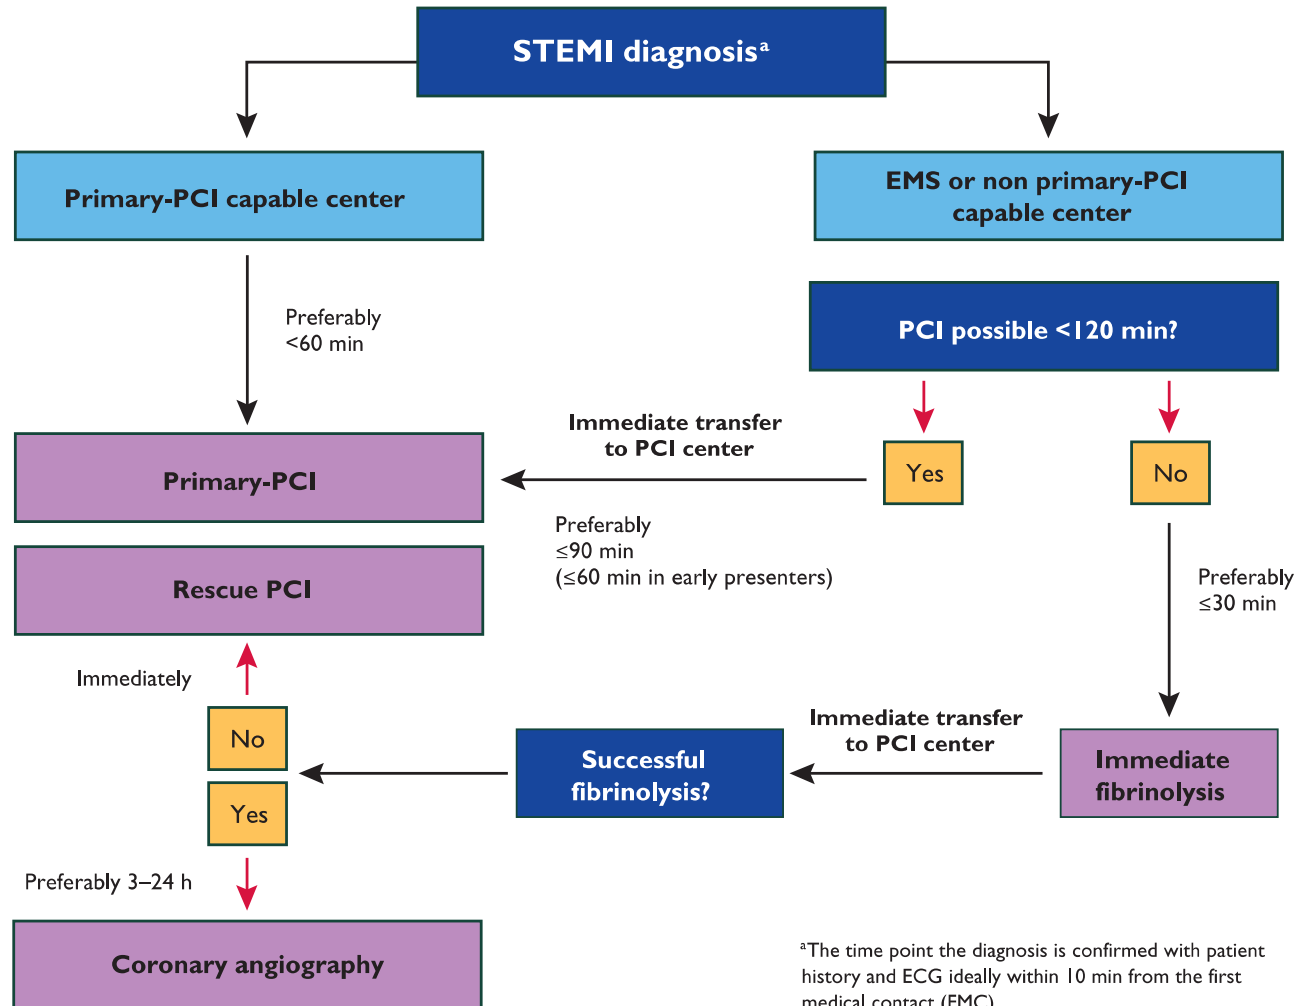 STEMI diagnosisᵃ
Primary-PCI capable center
EMS or non primary-PCI
capable center
Preferably
<60 min
PCI possible <120 min?
Immediate transfer
to PCI center
Yes
No
Primary-PCI
Preferably
≤90 min
(≤60 min in early presenters)
Rescue PCI
Preferably
≤30 min
Immediately
No
Yes
Successful
fibrinolysis?
Immediate transfer
to PCI center
Immediate
fibrinolysis
Preferably 3–24 h
Coronary angiography
ᵃThe time point the diagnosis is confirmed with patient
history and ECG ideally within 10 min from the first
medical contact (FMC)